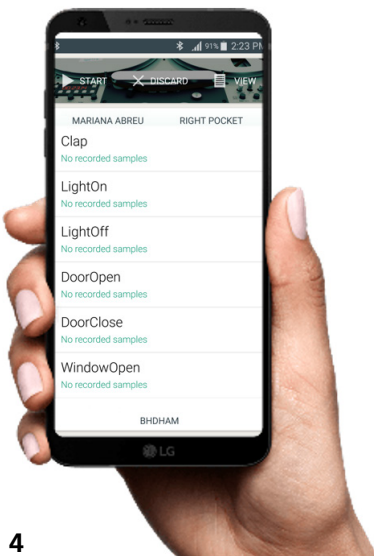 91% 2:23 PM
START DISCARD VIEW
MARIANA ABREU RIGHT POCKET
Clap
No recorded samples
LightOn
No recorded samples
LightOff
No recorded samples
DoorOpen
No recorded samples
DoorClose
No recorded samples
WindowOpen
No recorded samples
BHDHAM
LG
4